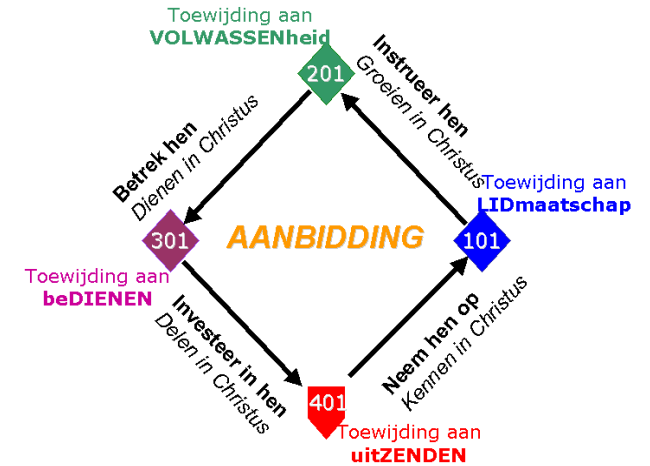 Toewijding aan
VOLWASSENheid
201
Instrueer hen
Groeien in Christus
Betrek hen
Dienen in Christus
Toewijding aan
LIDmaatschap
101
301
AANBIDDING
Toewijding aan
beDIENEN
Investeer in hen
Delen in Christus
Neem hen op
Kennen in Christus
401
Toewijding aan
uitZENDEN